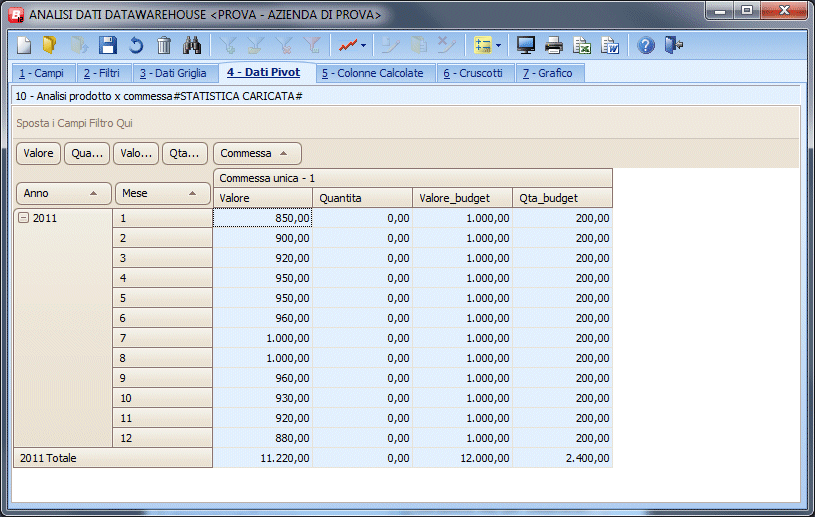 ANALISI DATI DATAWAREHOUSE <PROVA - AZIENDA DI PROVA>
1 - Campi 2 - Filtri 3 - Dati Griglia 4 - Dati Pivot 5 - Colonne Calcolate 6 - Cruscotti 7 - Grafico
10 - Analisi prodotto x commessa#STATISTICA CARICATA#
Sposta i Campi Filtro Qui
Valore Qua... Valo... Qta... Commessa
Commessa unica - 1
Anno Mese Valore Quantita Valore_budget Qta_budget
2011 1 850,00 0,00 1.000,00 200,00
2 900,00 0,00 1.000,00 200,00
3 920,00 0,00 1.000,00 200,00
4 950,00 0,00 1.000,00 200,00
5 950,00 0,00 1.000,00 200,00
6 960,00 0,00 1.000,00 200,00
7 1.000,00 0,00 1.000,00 200,00
8 1.000,00 0,00 1.000,00 200,00
9 960,00 0,00 1.000,00 200,00
10 930,00 0,00 1.000,00 200,00
11 920,00 0,00 1.000,00 200,00
12 880,00 0,00 1.000,00 200,00
2011 Totale 11.220,00 0,00 12.000,00 2.400,00